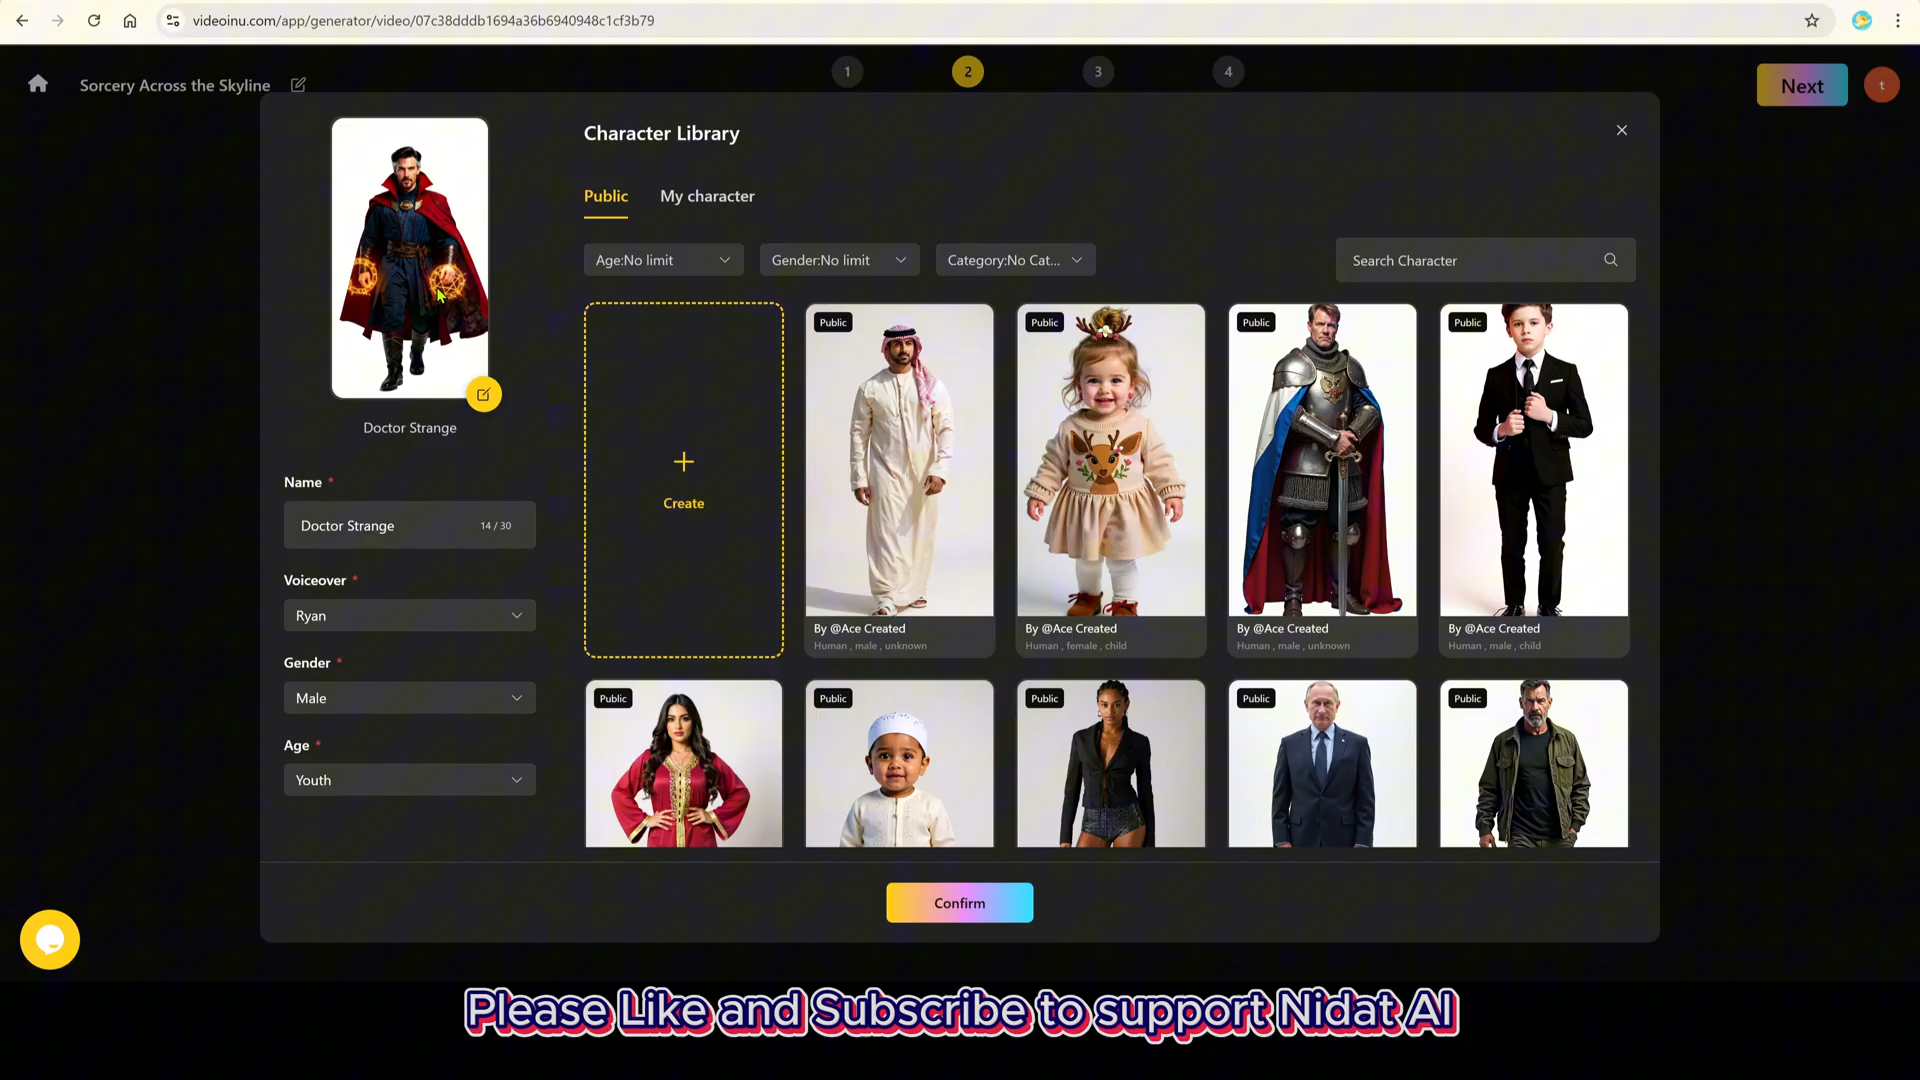 videoinu.com/app/generator/video/07c38dddb1694a36b6940948c1cf3b79
Sorcery Across the Skyline
1
2
3
4
Next
t
Character Library
Public
My character
Age:No limit
Gender:No limit
Category:No Cat...
Search Character
Doctor Strange
Name *
Doctor Strange
14 / 30
Voiceover *
Ryan
Gender *
Male
Age *
Youth
Create
Public
By @Ace Created
Human , male , unknown
Public
By @Ace Created
Human , female , child
Public
By @Ace Created
Human , male , unknown
Public
By @Ace Created
Human , male , child
Public
Public
Public
Public
Public
Confirm
Please Like and Subscribe to support Nidat AI